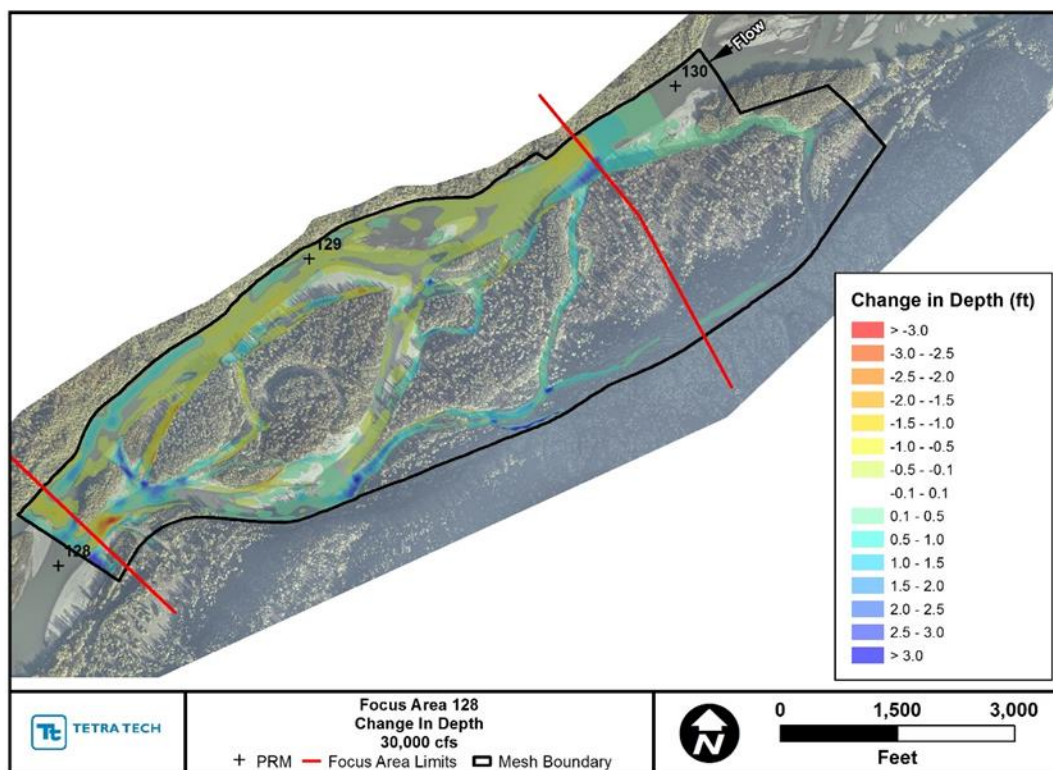 Flow
130
129
128
Change in Depth (ft)
> -3.0
-3.0 - -2.5
-2.5 - -2.0
-2.0 - -1.5
-1.5 - -1.0
-1.0 - -0.5
-0.5 - -0.1
-0.1 - 0.1
0.1 - 0.5
0.5 - 1.0
1.0 - 1.5
1.5 - 2.0
2.0 - 2.5
2.5 - 3.0
> 3.0
Tt TETRA TECH
Focus Area 128
Change In Depth
30,000 cfs
+ PRM Focus Area Limits Mesh Boundary
N
0 1,500 3,000
Feet